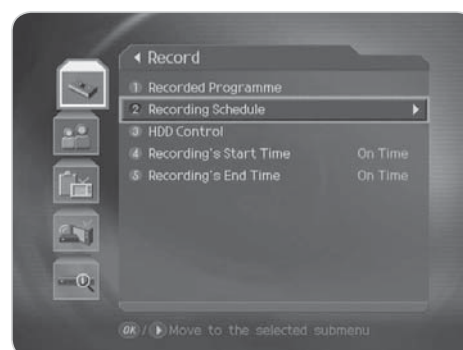 Record
1 Recorded Programme
2 Recording Schedule
3 HDD Control
4 Recording's Start Time On Time
5 Recording's End Time On Time
OK / Move to the selected submenu